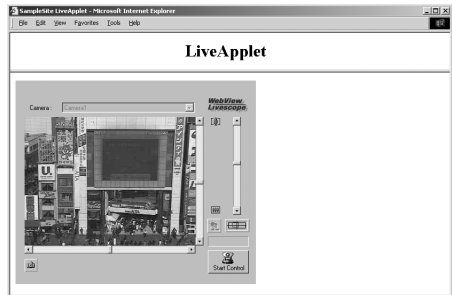 SampleSite LiveApplet - Microsoft Internet Explorer
File Edit View Favorites Tools Help
LiveApplet
Camera : Camera1
WebView
Livescope
U.
Start Control